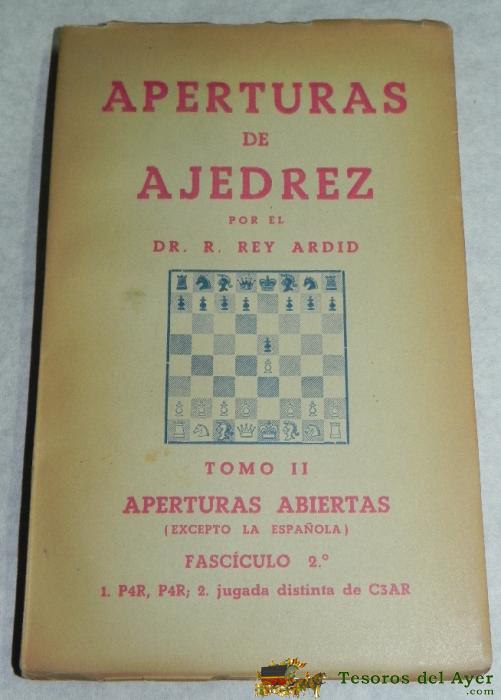 APERTURAS
DE
AJEDREZ
POR EL
DR. R. REY ARDID
TOMO II
APERTURAS ABIERTAS
(EXCEPTO LA ESPAÑOLA)
FASCÍCULO 2.º
1. P4R, P4R; 2. jugada distinta de C3AR
Tesoros del Ayer
.com